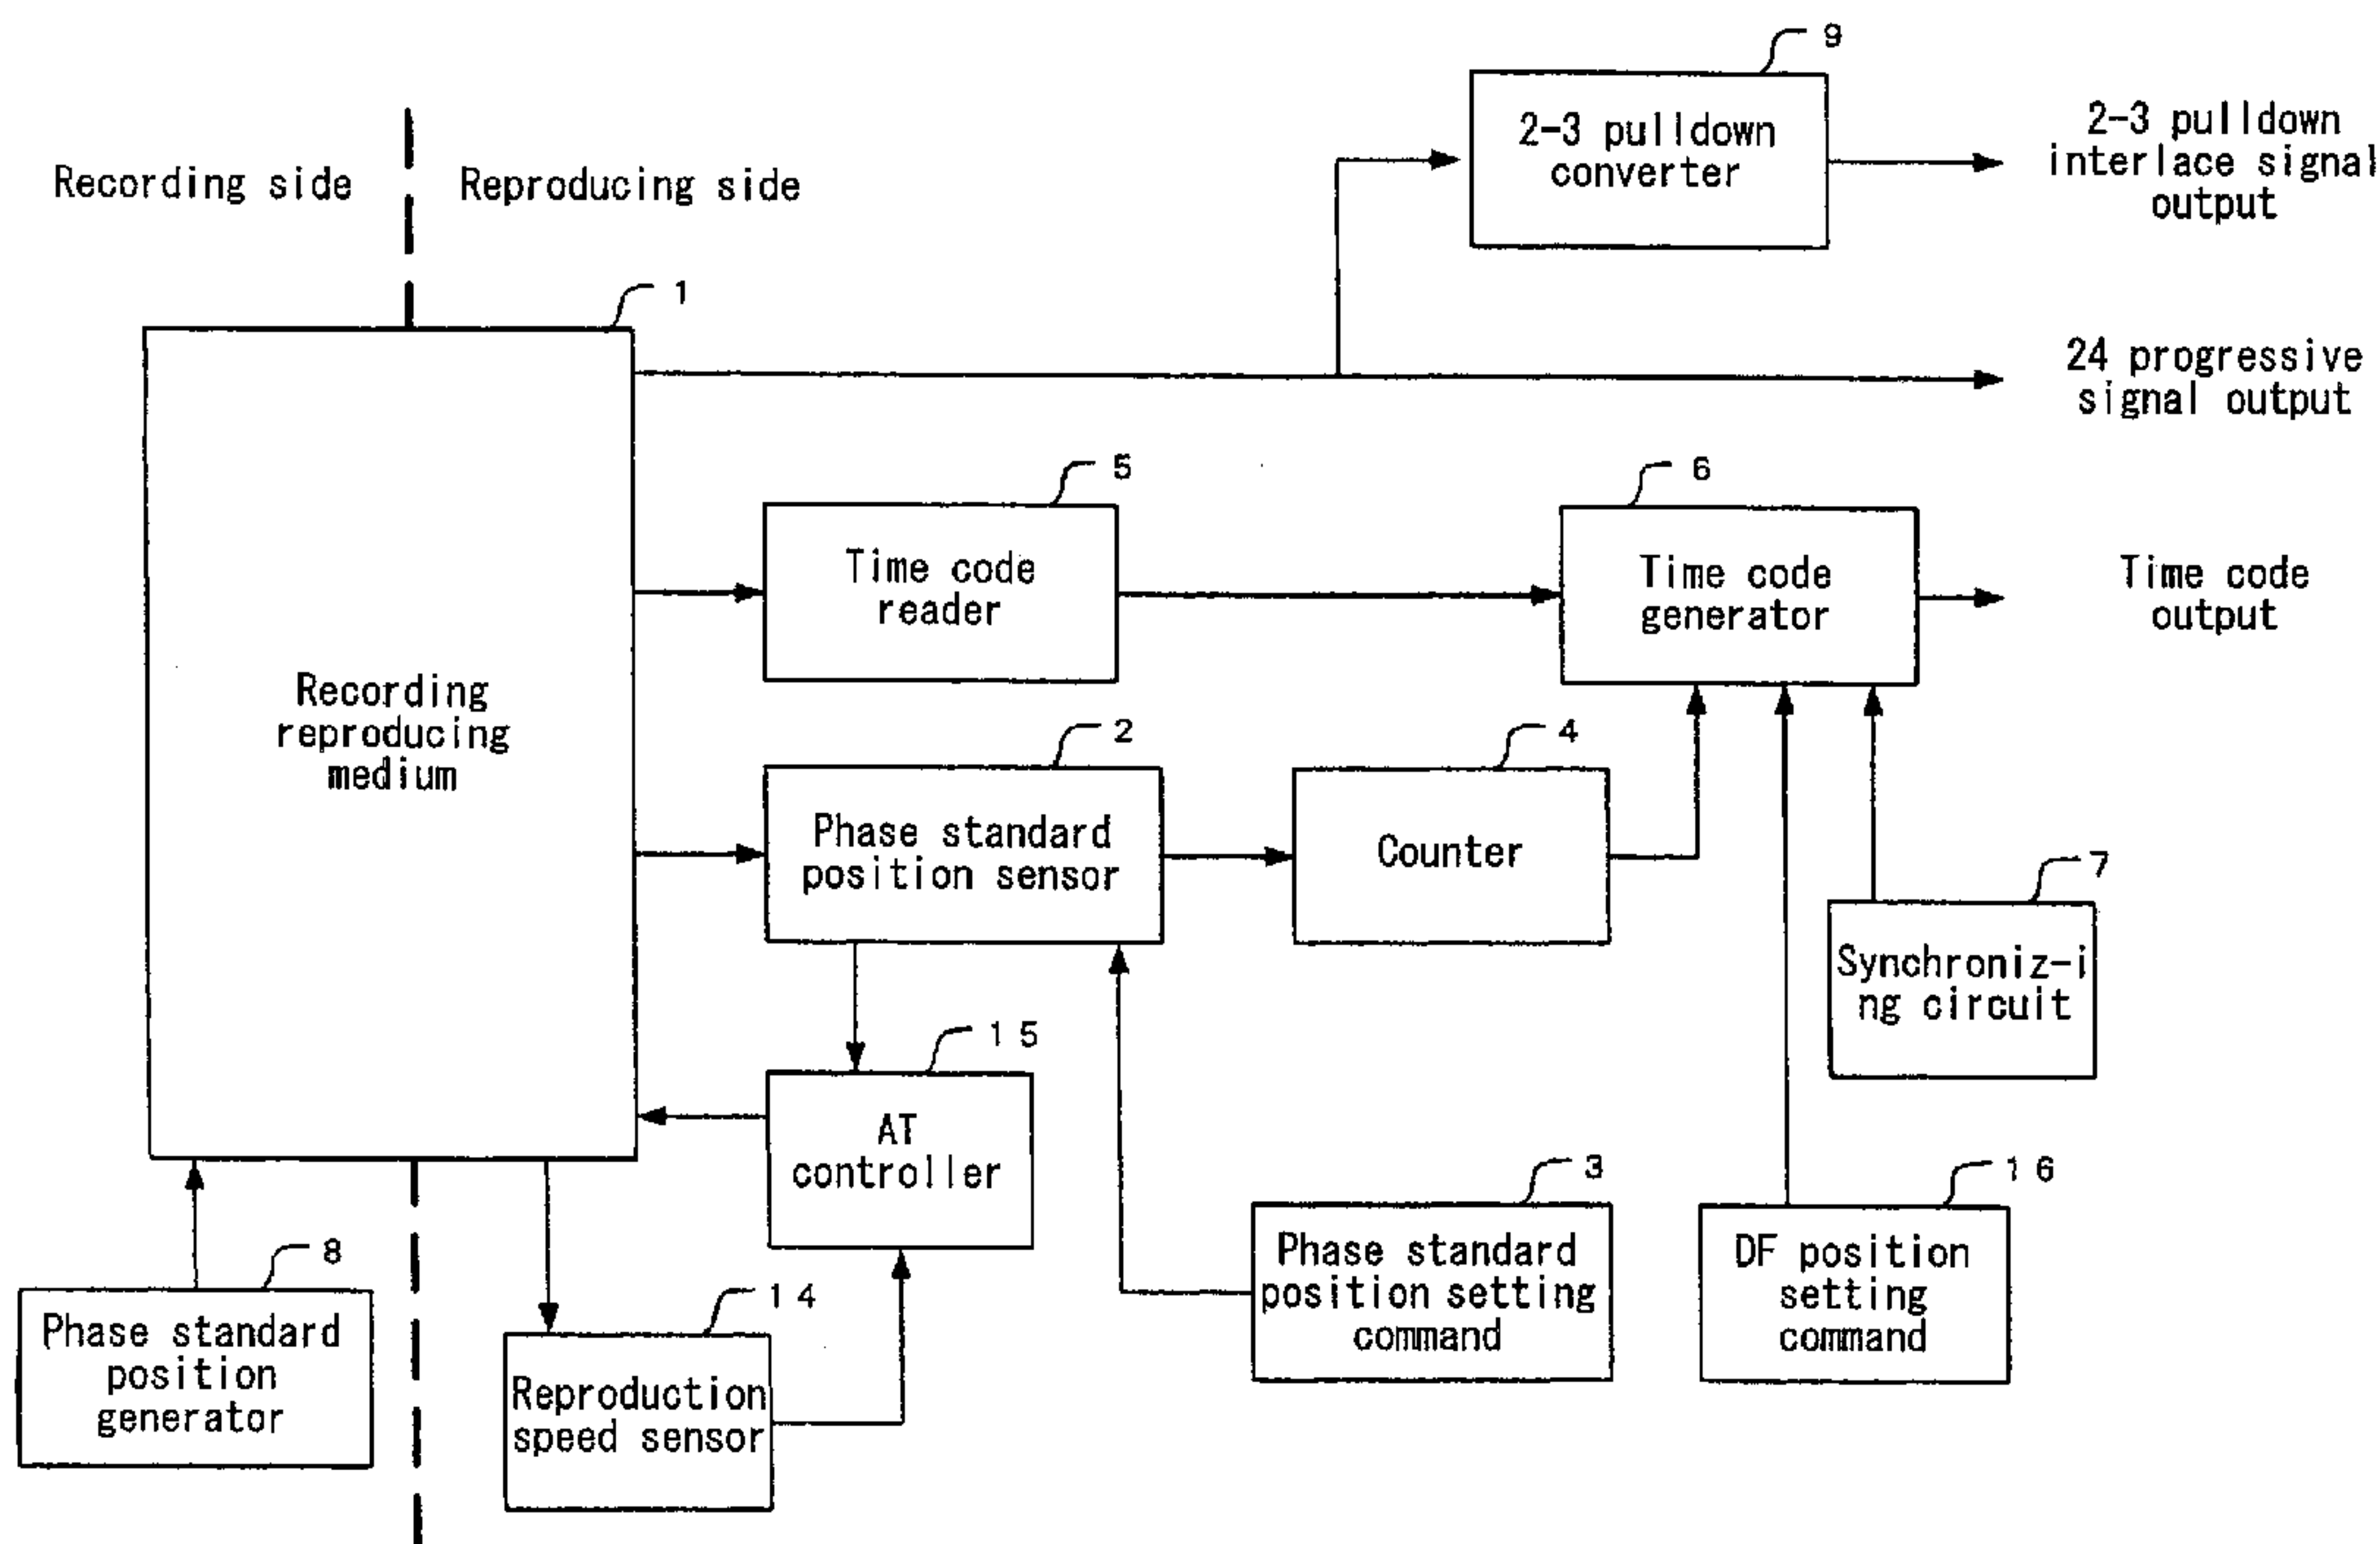 9
2-3 pulldown
converter
2-3 pulldown
interlace signal
output
Recording side
Reproducing side
1
24 progressive
signal output
5
6
Time code
reader
Time code
generator
Time code
output
Recording
reproducing
medium
2
4
Phase standard
position sensor
Counter
7
Synchroniz-i
ng circuit
15
AT
controller
3
16
Phase standard
position setting
command
DF position
setting
command
8
Phase standard
position
generator
14
Reproduction
speed sensor